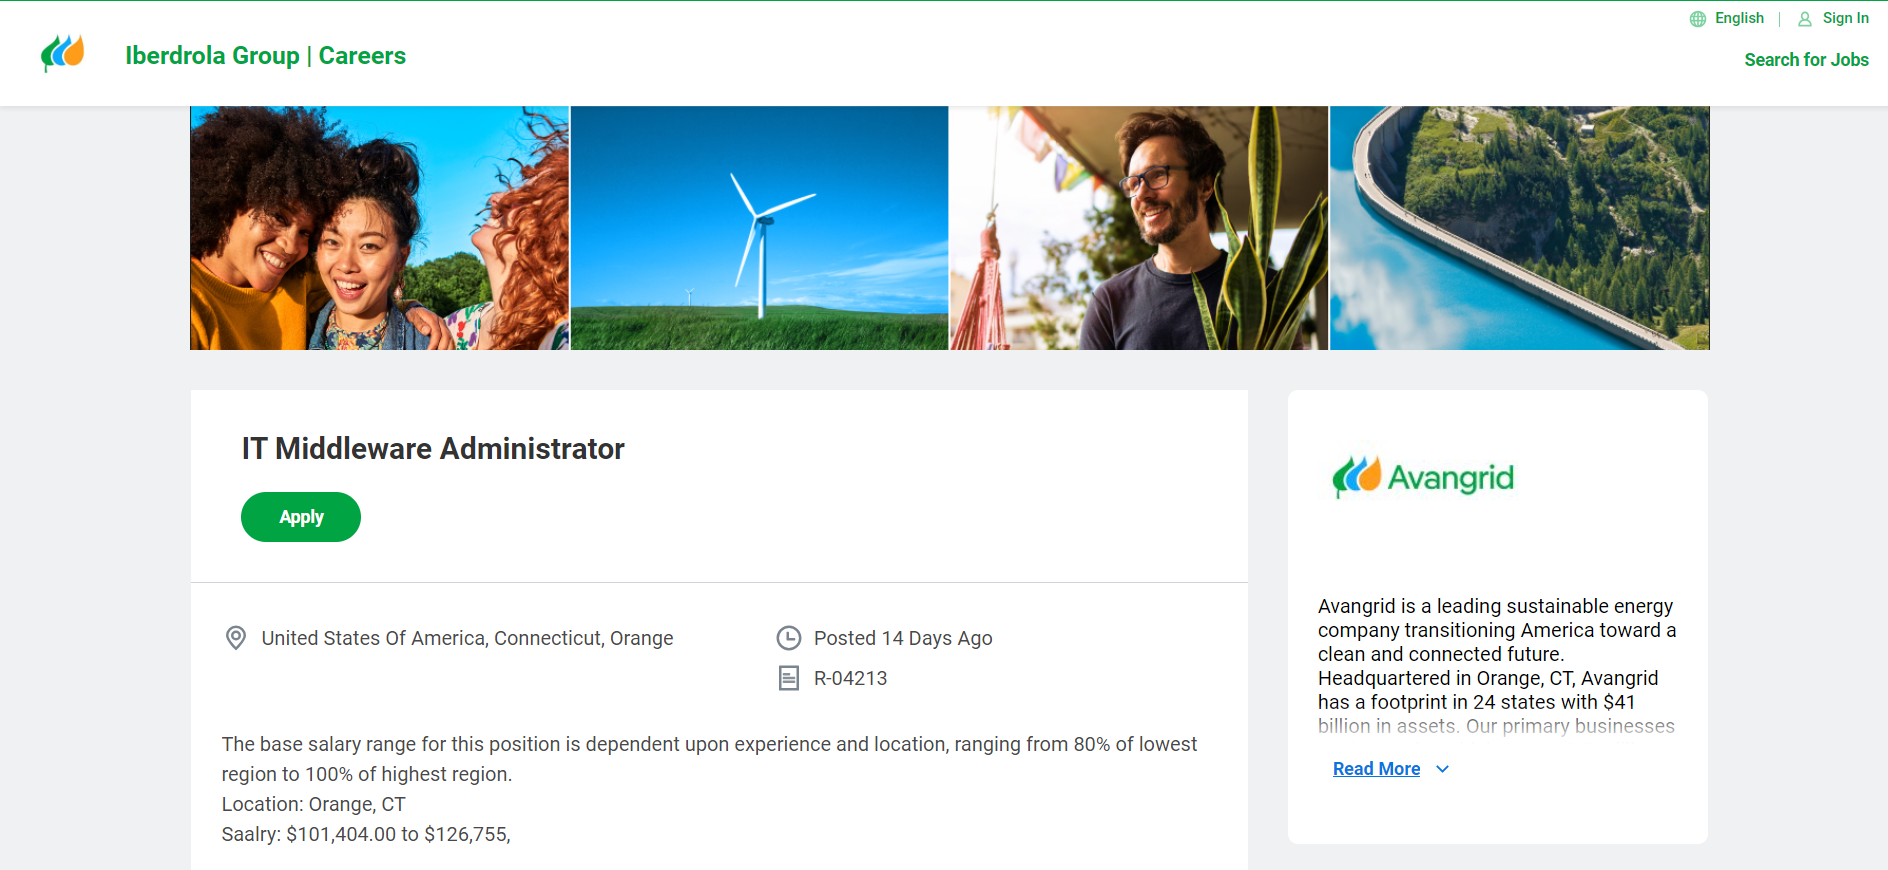 English
Sign In
Iberdrola Group | Careers
Search for Jobs
IT Middleware Administrator
Apply
United States Of America, Connecticut, Orange
Posted 14 Days Ago
R-04213
The base salary range for this position is dependent upon experience and location, ranging from 80% of lowest
region to 100% of highest region.
Location: Orange, CT
Saalry: $101,404.00 to $126,755,
Avangrid
Avangrid is a leading sustainable energy
company transitioning America toward a
clean and connected future.
Headquartered in Orange, CT, Avangrid
has a footprint in 24 states with $41
billion in assets. Our primary businesses
Read More